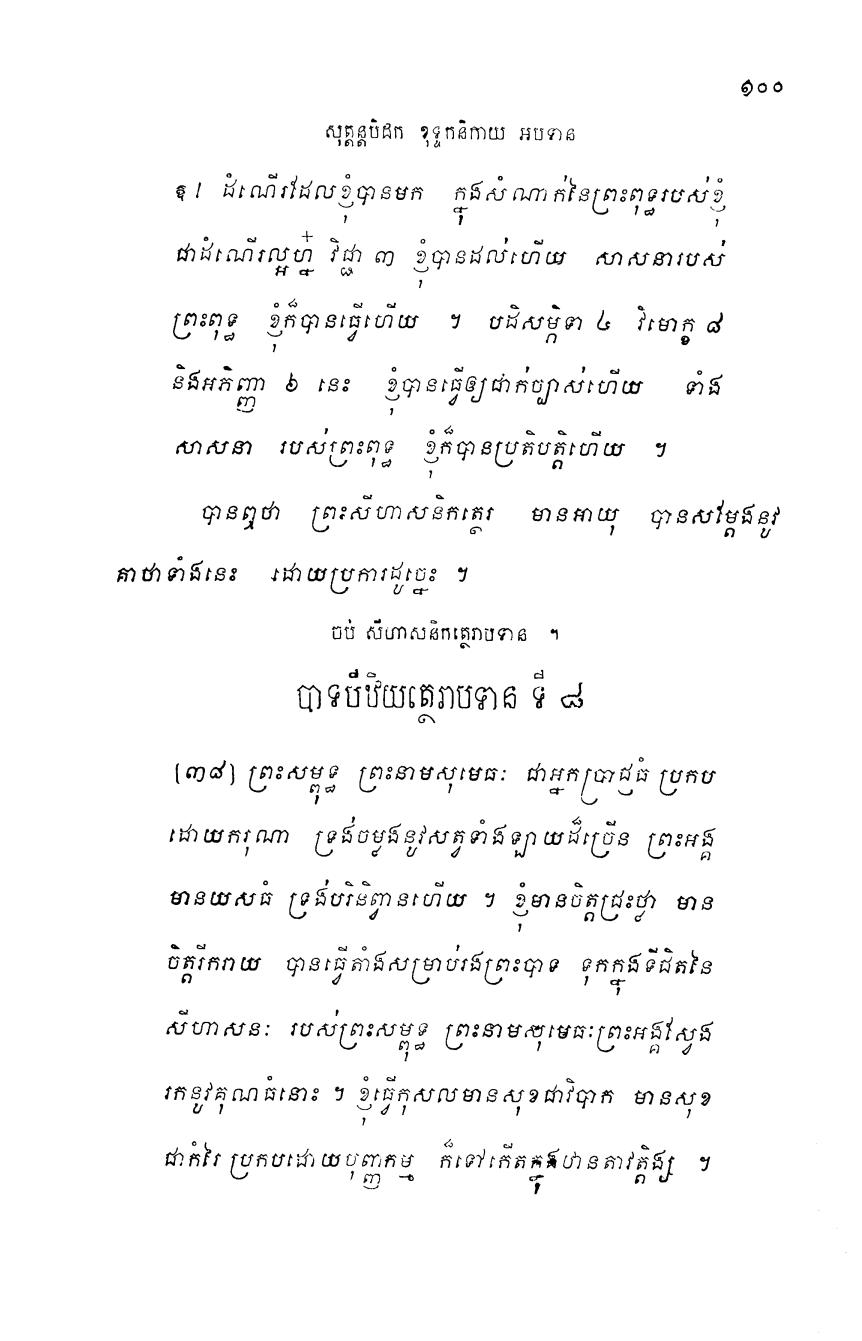 ១០០
សុត្តន្តបិដក ខុទ្ទកនិកាយ អបទាន
ឱ! ដំណើរដែលខ្ញុំបានមក ក្នុងសំណាក់នៃព្រះពុទ្ធរបស់ខ្ញុំ
ជាដំណើរល្អហ្ន៎ វិជ្ជា ៣ ខ្ញុំបានដល់ហើយ សាសនារបស់
ព្រះពុទ្ធ ខ្ញុំក៏បានធ្វើហើយ ។ បដិសម្ភិទា ៤ វិមោក្ខ ៨
និងអភិញ្ញា ៦ នេះ ខ្ញុំបានធ្វើឲ្យជាក់ច្បាស់ហើយ ទាំង
សាសនា របស់ព្រះពុទ្ធ ខ្ញុំក៏បានប្រតិបត្តិហើយ ។
បានឮថា ព្រះសីហាសនិកត្ថេរ មានអាយុ បានសម្តែងនូវ
គាថាទាំងនេះ ដោយប្រការដូច្នេះ ។
ចប់ សីហាសនិកត្ថេរាបទាន ។
បាទបីឋិយត្ថេរាបទាន ទី ៨
[៣៨] ព្រះសម្ពុទ្ធ ព្រះនាមសុមេធៈ ជាអ្នកប្រាជ្ញធំ ប្រកប
ដោយករុណា ទ្រង់ចម្លងនូវសត្វទាំងឡាយដ៏ច្រើន ព្រះអង្គ
មានយសធំ ទ្រង់បរិនិព្វានហើយ ។ ខ្ញុំមានចិត្តជ្រះថ្លា មាន
ចិត្តរីករាយ បានធ្វើតាំងសម្រាប់រងព្រះបាទ ទុកក្នុងទីជិតនៃ
សីហាសនៈ របស់ព្រះសម្ពុទ្ធ ព្រះនាមសុមេធៈព្រះអង្គស្វែង
រកនូវគុណធំនោះ ។ ខ្ញុំធ្វើកុសលមានសុខជាវិបាក មានសុខ
ជាកំរៃ ប្រកបដោយបុញ្ញកម្ម ក៏ទៅកើតក្នុងឋានតាវត្តិង្ស ។